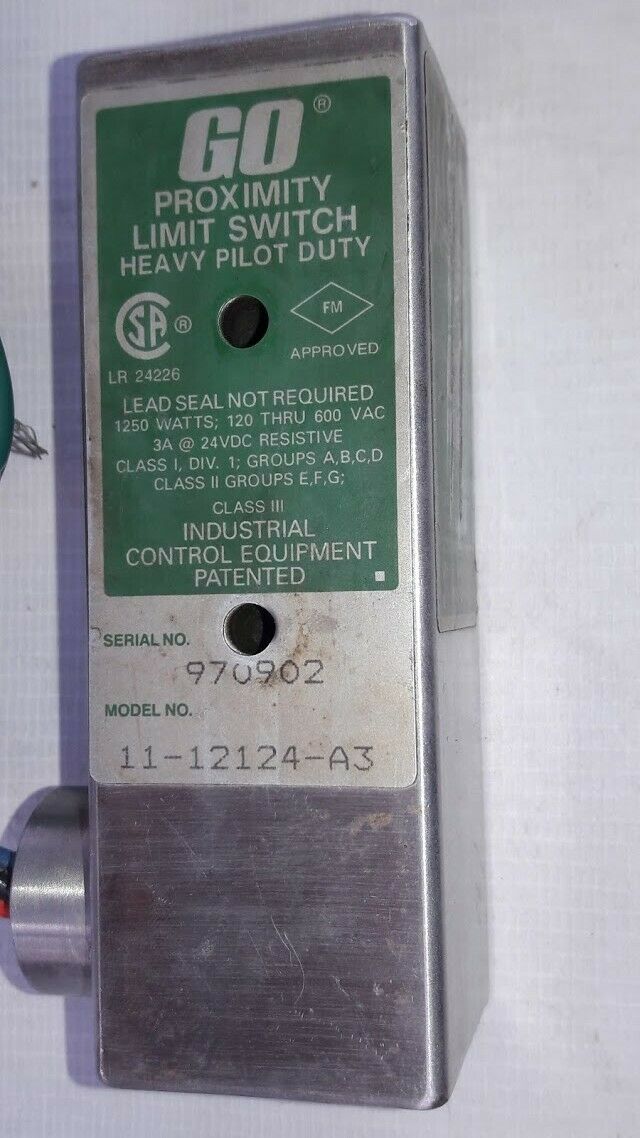 GO ®
PROXIMITY
LIMIT SWITCH
HEAVY PILOT DUTY
CSA ®
LR 24226
FM
APPROVED
LEAD SEAL NOT REQUIRED
1250 WATTS; 120 THRU 600 VAC
3A @ 24VDC RESISTIVE
CLASS I, DIV. 1; GROUPS A,B,C,D
CLASS II GROUPS E,F,G;
CLASS III
INDUSTRIAL
CONTROL EQUIPMENT
PATENTED
SERIAL NO.
970902
MODEL NO.
11-12124-A3